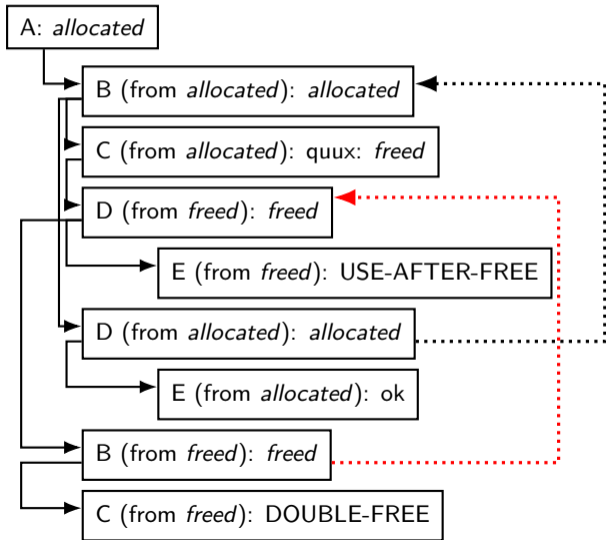 A: allocated
B (from allocated): allocated
C (from allocated): quux: freed
D (from freed): freed
E (from freed): USE-AFTER-FREE
D (from allocated): allocated
E (from allocated): ok
B (from freed): freed
C (from freed): DOUBLE-FREE